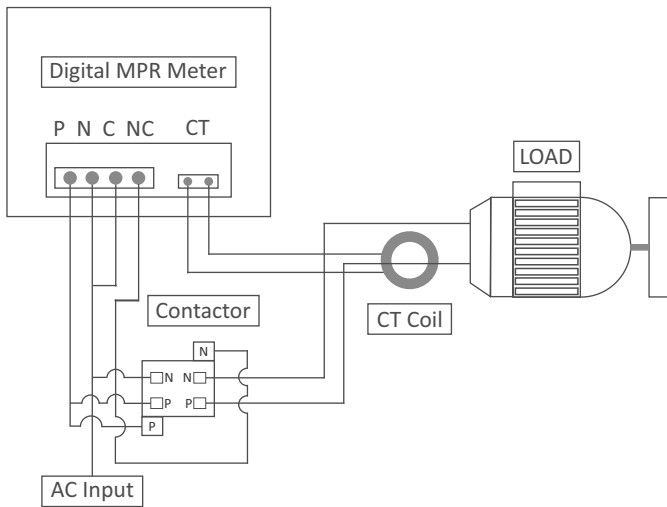 Digital MPR Meter
P N C NC CT
LOAD
CT Coil
Contactor
N
N N
P P
P
AC Input